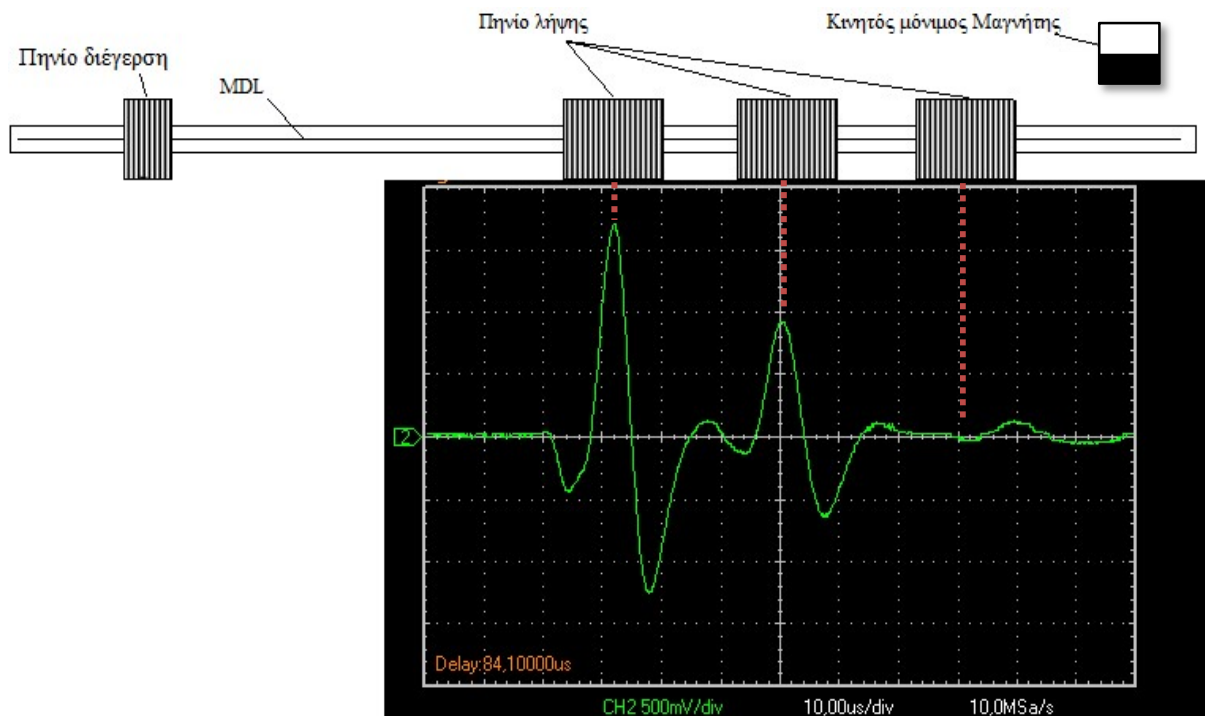 Πηνίο λήψης
Κινητός μόνιμος Μαγνήτης
Πηνίο διέγερση
MDL
2
Delay:84,10000us
CH2 500mV/div 10,00us/div 10,0MSa/s